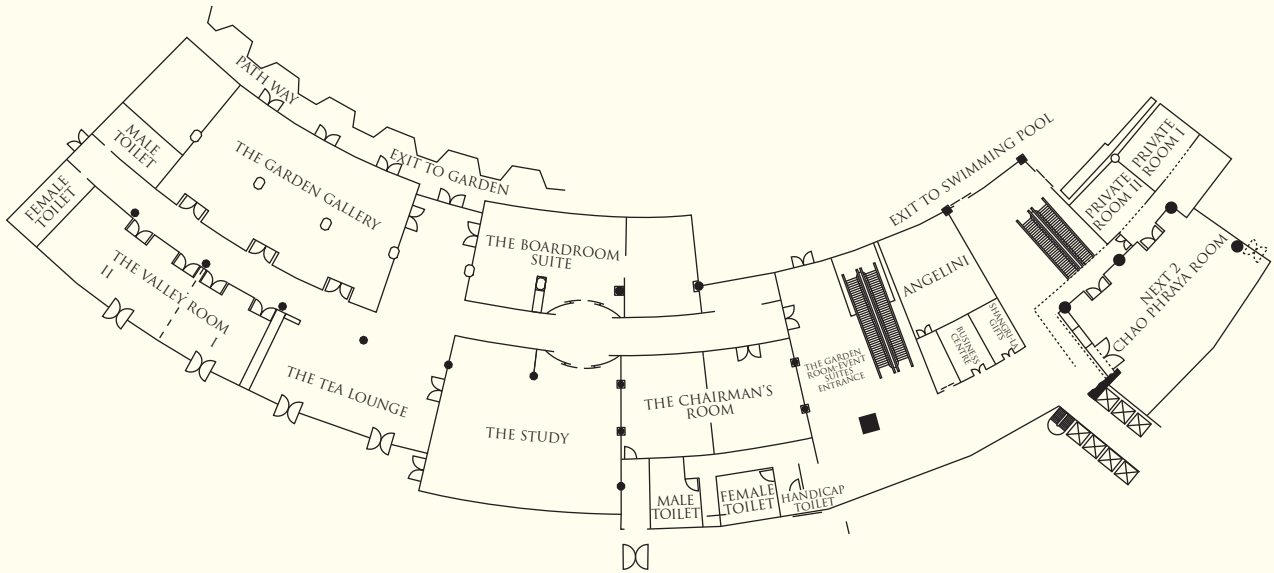 PATH WAY
MALE
TOILET
FEMALE
TOILET
THE GARDEN GALLERY
EXIT TO GARDEN
THE VALLEY ROOM
II
I
THE TEA LOUNGE
THE BOARDROOM
SUITE
THE STUDY
THE CHAIRMAN'S
ROOM
MALE
TOILET
FEMALE
TOILET
HANDICAP
TOILET
THE GARDEN
ROOM-EVENT
SUITES
ENTRANCE
EXIT TO SWIMMING POOL
ANGELINI
BUSINESS
CENTRE
SHANGRI-LA
GIFTS
PRIVATE
ROOM I
PRIVATE
ROOM II
NEXT 2
CHAO PHRAYA ROOM